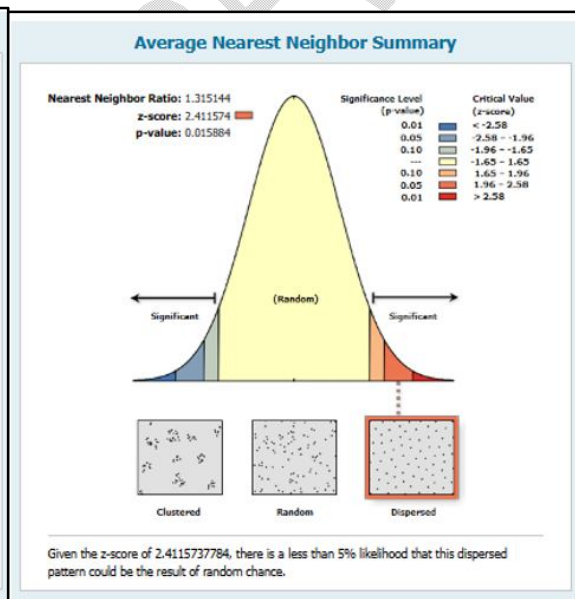 Average Nearest Neighbor Summary
Nearest Neighbor Ratio: 1.315144
z-score: 2.411574
p-value: 0.015884
Significance Level (p-value) Critical Value (z-score)
0.01 < -2.58
0.05 -2.58 - -1.96
0.10 -1.96 - -1.65
--- -1.65 - 1.65
0.10 1.65 - 1.96
0.05 1.96 - 2.58
0.01 > 2.58
Significant (Random) Significant
Clustered Random Dispersed
Given the z-score of 2.4115737784, there is a less than 5% likelihood that this dispersed
pattern could be the result of random chance.